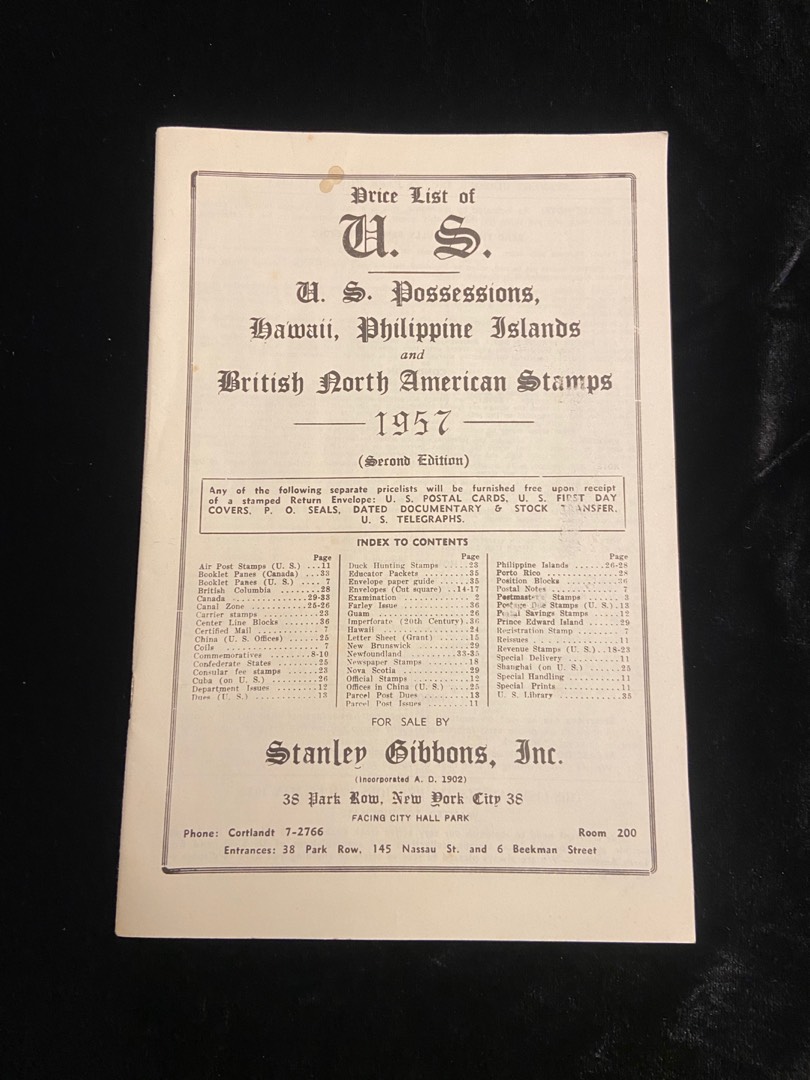 Price List of
U. S.
U. S. Possessions,
Hawaii, Philippine Islands
and
British North American Stamps
1957
(Second Edition)
Any of the following separate pricelists will be furnished free upon receipt
of a stamped Return Envelope: U. S. POSTAL CARDS, U. S. FIRST DAY
COVERS, P. O. SEALS, DATED DOCUMENTARY & STOCK TRANSFER,
U. S. TELEGRAPHS.
INDEX TO CONTENTS
Page
Air Post Stamps (U. S.) ...11
Booklet Panes (Canada) ...33
Booklet Panes (U. S.) .... 7
British Columbia .......28
Canada ............29-33
Canal Zone ..........25-26
Carrier stamps .........23
Center Line Blocks ......36
Certified Mail .......... 7
China (U. S. Offices) .....25
Coils ................ 7
Commemoratives .......8-10
Confederate States .......25
Consular fee stamps .....23
Cuba (on U. S.) .........26
Department Issues .......12
Dues (U. S.) ...........13
Page
Duck Hunting Stamps .....23
Educator Packets ........35
Envelope paper guide .....35
Envelopes (Cut square) ..14-17
Examination ........... 2
Farley Issue ...........36
Guam ................26
Imperforate (20th Century).36
Hawaii ...............24
Letter Sheet (Grant) .....15
New Brunswick .........29
Newfoundland ........33-35
Newspaper Stamps .......18
Nova Scotia ............29
Official Stamps .........12
Offices in China (U. S.) ....25
Parcel Post Dues ........13
Parcel Post Issues .......11
Page
Philippine Islands ......26-28
Porto Rico ............28
Position Blocks .........36
Postal Notes ........... 7
Postmasters Stamps ...... 3
Postage Due Stamps (U. S.).13
Postal Savings Stamps ....12
Prince Edward Island .....29
Registration Stamp ...... 7
Reissues ..............11
Revenue Stamps (U. S.)..18-23
Special Delivery ........11
Shanghai (on U. S.) ......25
Special Handling ........11
Special Prints ..........11
U. S. Library ..........35
FOR SALE BY
Stanley Gibbons, Inc.
(Incorporated A. D. 1902)
38 Park Row, New York City 38
FACING CITY HALL PARK
Phone: Cortlandt 7-2766 Room 200
Entrances: 38 Park Row, 145 Nassau St. and 6 Beekman Street